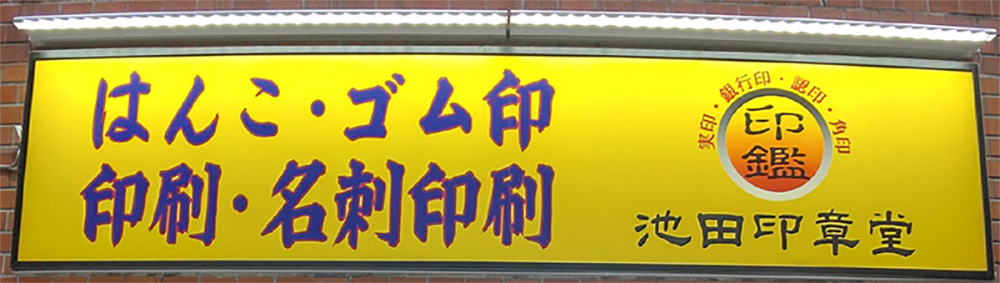 はんこ・ゴム印
印刷・名刺印刷
実印・銀行印・認印・角印
印鑑
池田印章堂